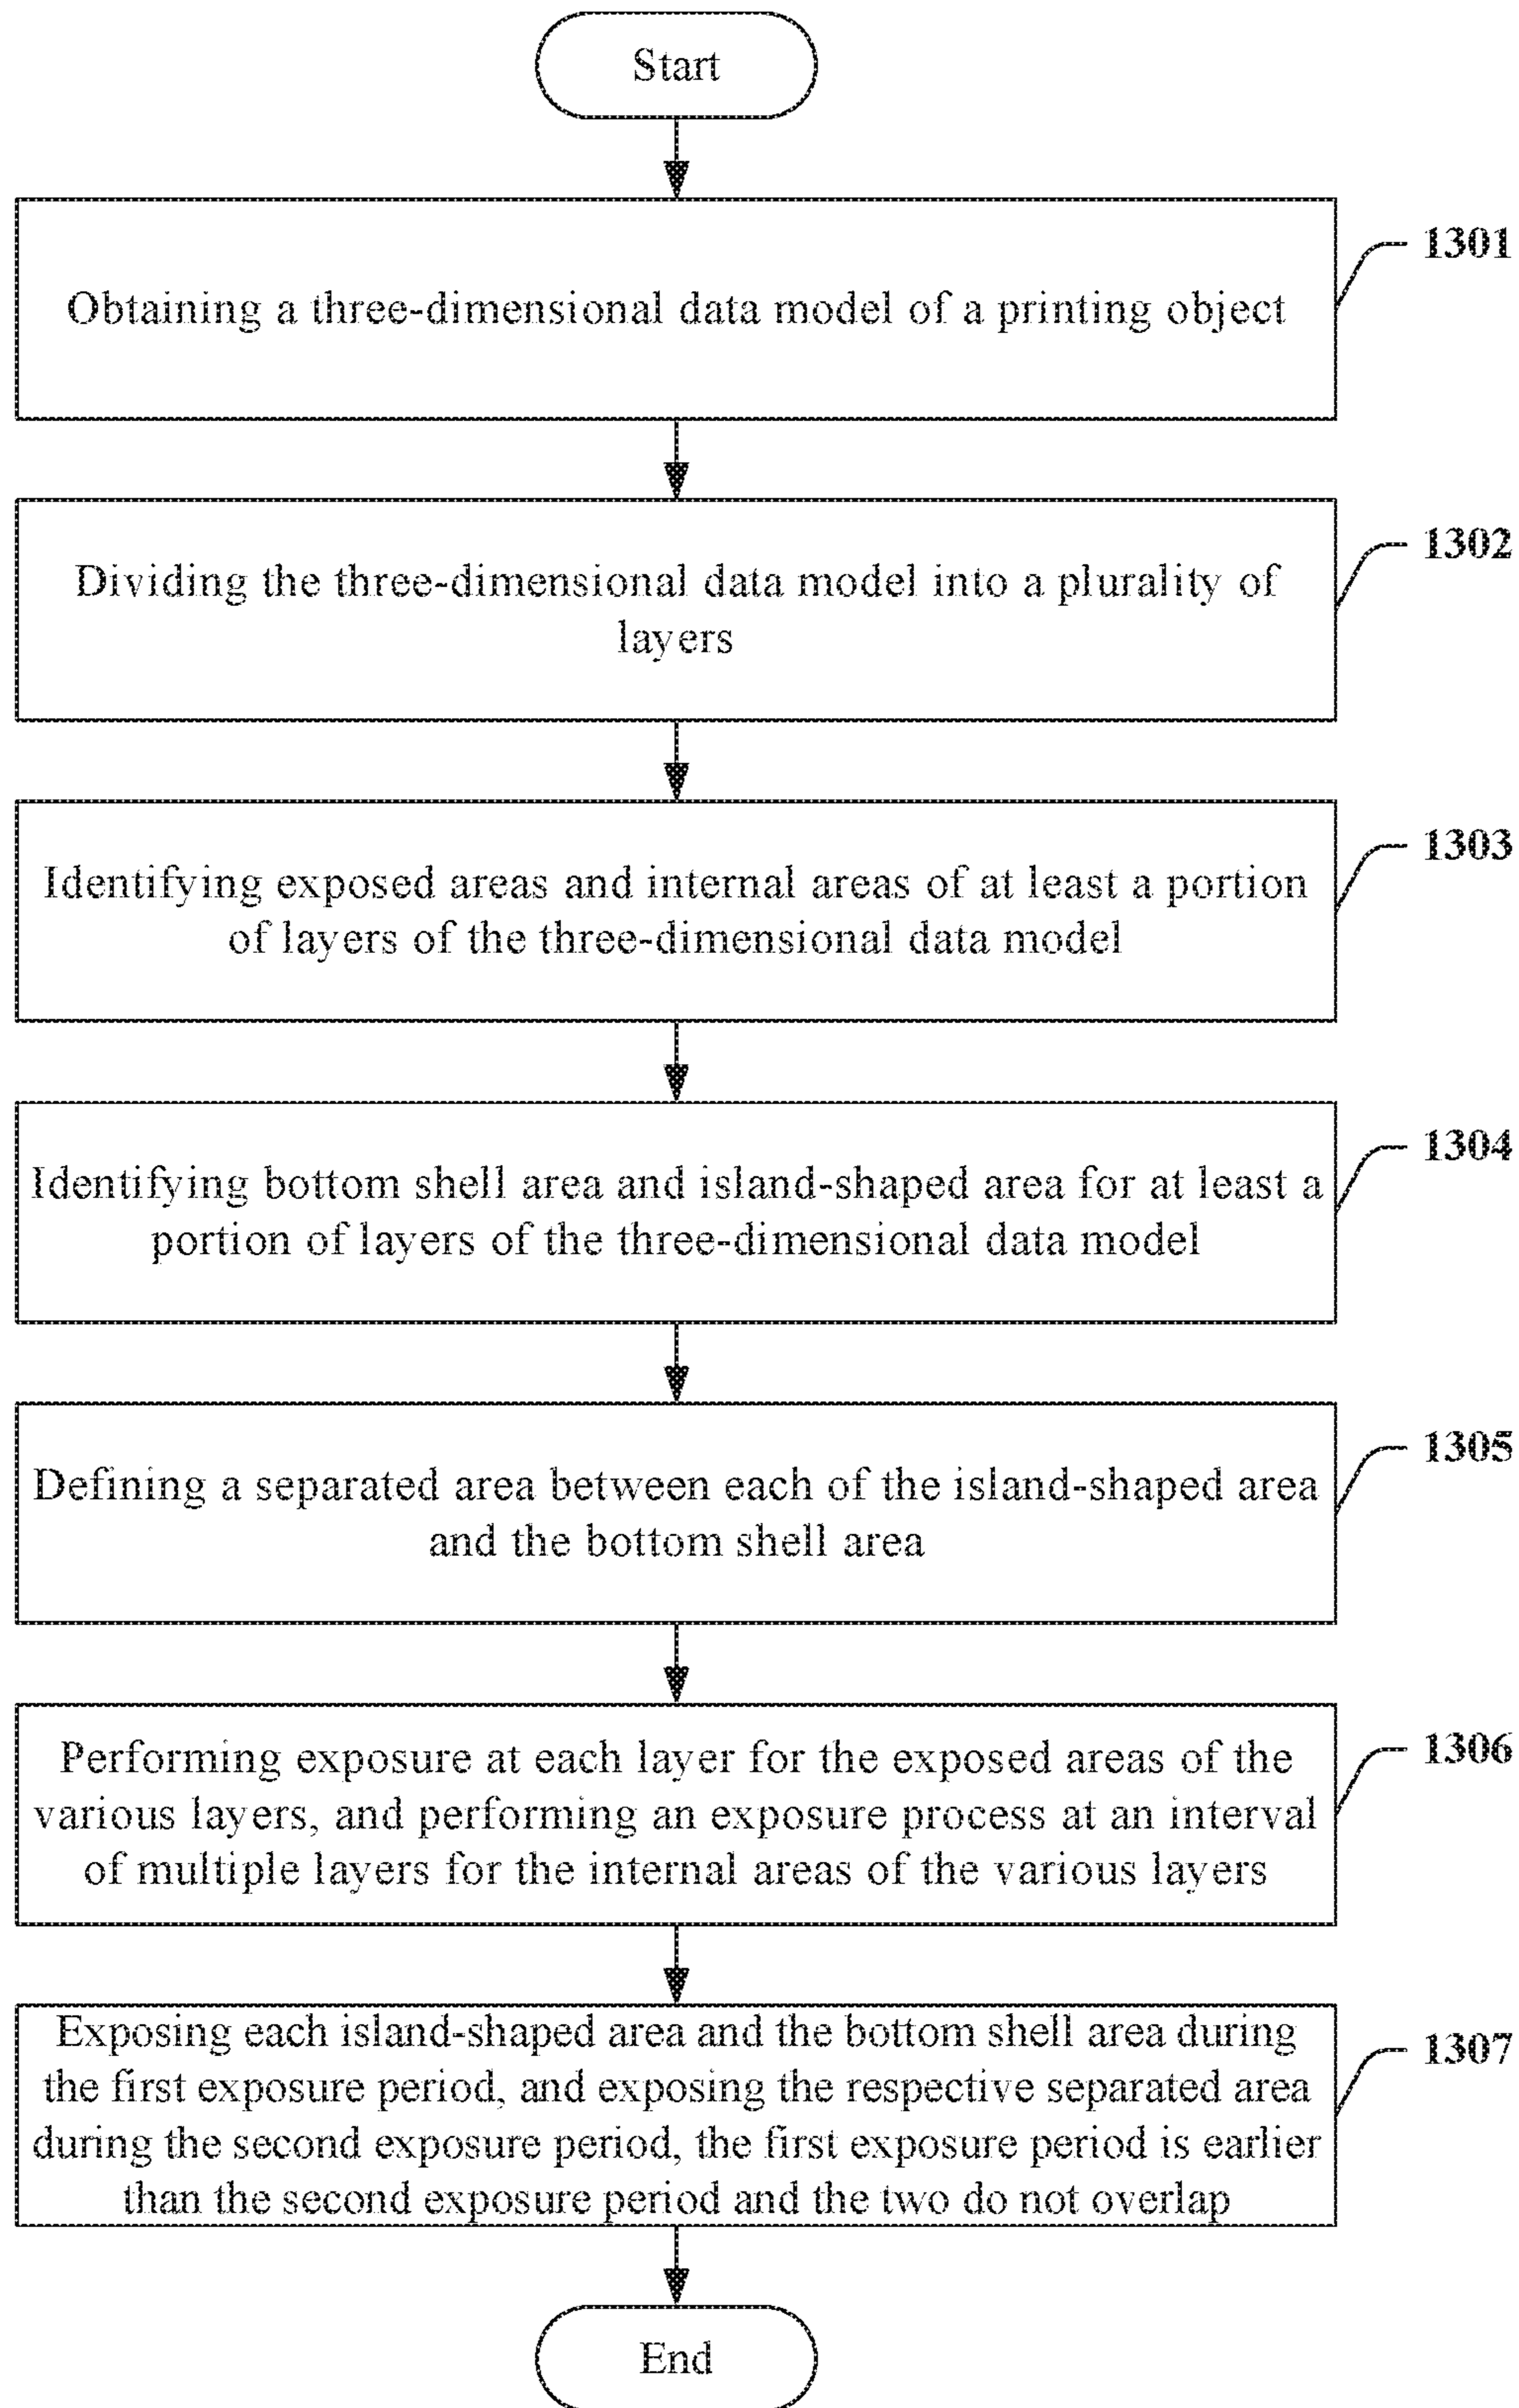 Start
1301
Obtaining a three-dimensional data model of a printing object
1302
Dividing the three-dimensional data model into a plurality of
layers
1303
Identifying exposed areas and internal areas of at least a portion
of layers of the three-dimensional data model
1304
Identifying bottom shell area and island-shaped area for at least a
portion of layers of the three-dimensional data model
1305
Defining a separated area between each of the island-shaped area
and the bottom shell area
1306
Performing exposure at each layer for the exposed areas of the
various layers, and performing an exposure process at an interval
of multiple layers for the internal areas of the various layers
1307
Exposing each island-shaped area and the bottom shell area during
the first exposure period, and exposing the respective separated area
during the second exposure period, the first exposure period is earlier
than the second exposure period and the two do not overlap
End